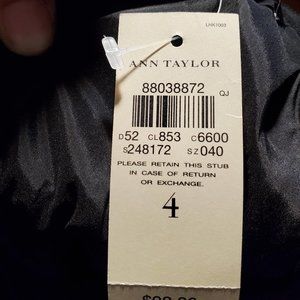 LNK1003
ANN TAYLOR
88038872 QJ
D52 CL853 C6600
S248172 SZ040
PLEASE RETAIN THIS STUB
IN CASE OF RETURN
OR EXCHANGE.
4